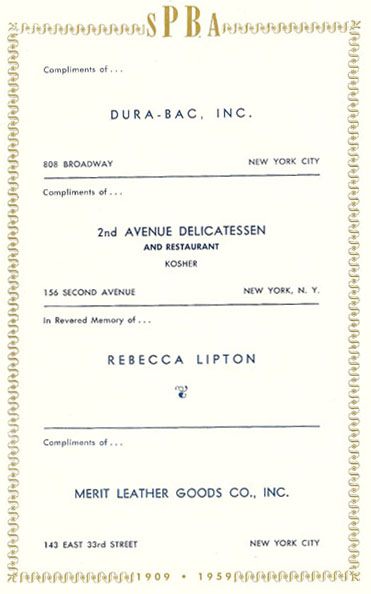 SPBA
Compliments of . . .
DURA-BAC, INC.
808 BROADWAY NEW YORK CITY
Compliments of . . .
2nd AVENUE DELICATESSEN
AND RESTAURANT
KOSHER
156 SECOND AVENUE NEW YORK, N. Y.
In Revered Memory of . . .
REBECCA LIPTON
Compliments of . . .
MERIT LEATHER GOODS CO., INC.
143 EAST 33rd STREET NEW YORK CITY
1909 • 1959